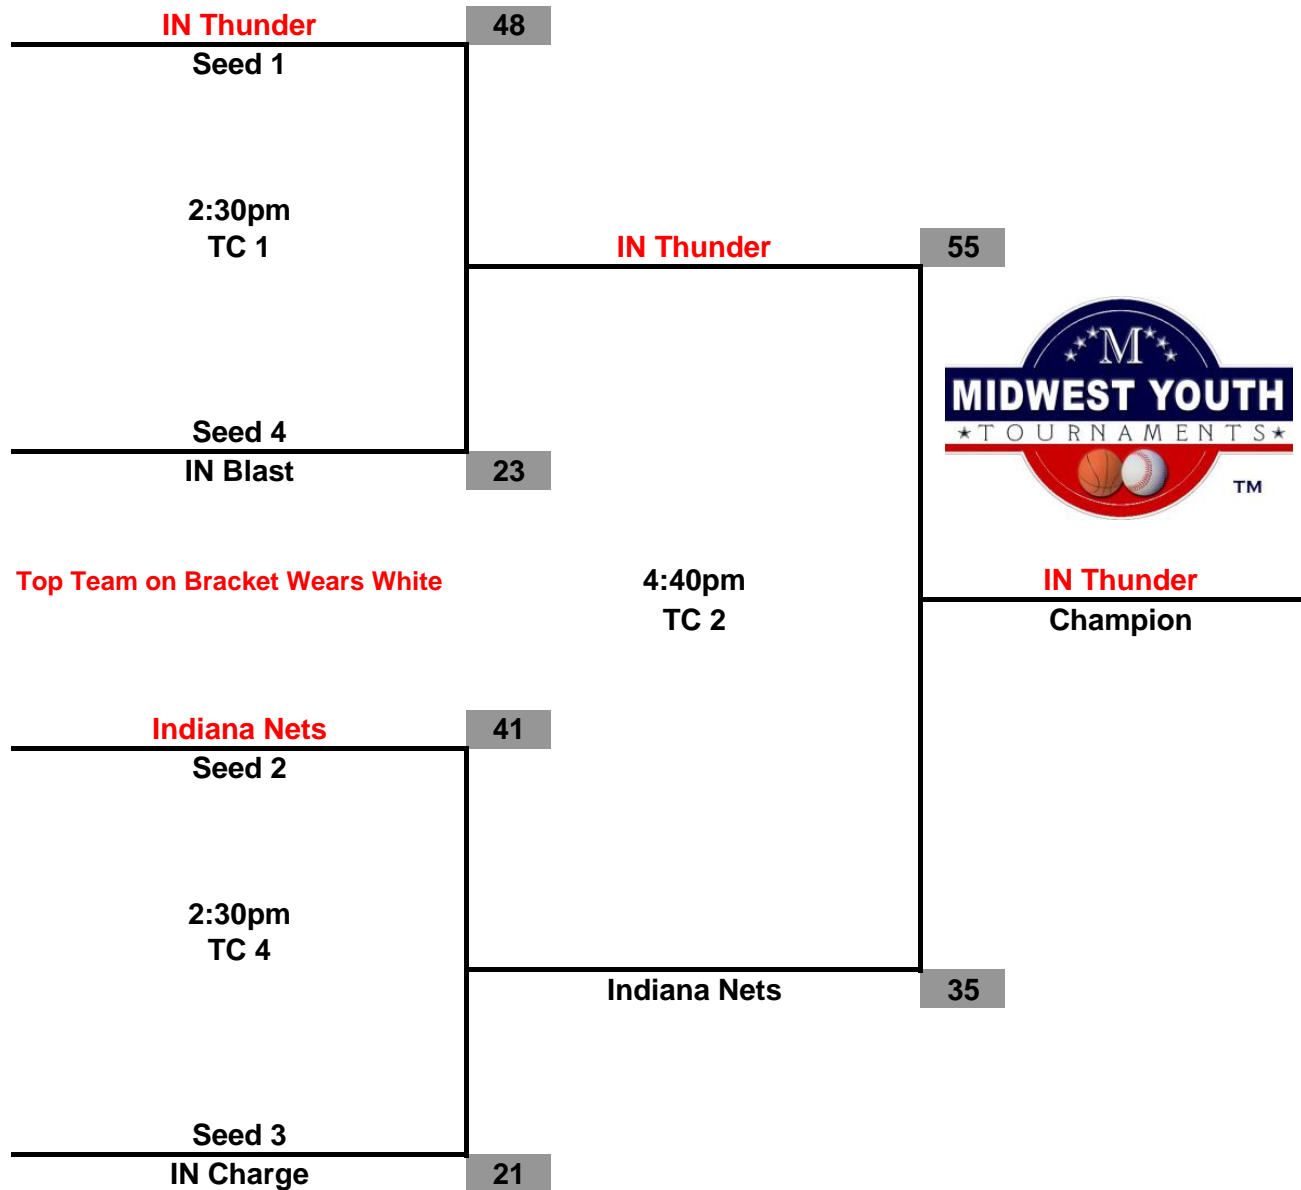 IN Thunder 48
Seed 1
2:30pm
TC 1
IN Thunder 55
M
MIDWEST YOUTH
TOURNAMENTS
TM
Seed 4
IN Blast 23
Top Team on Bracket Wears White
4:40pm
TC 2
IN Thunder
Champion
Indiana Nets 41
Seed 2
2:30pm
TC 4
Indiana Nets 35
Seed 3
IN Charge 21